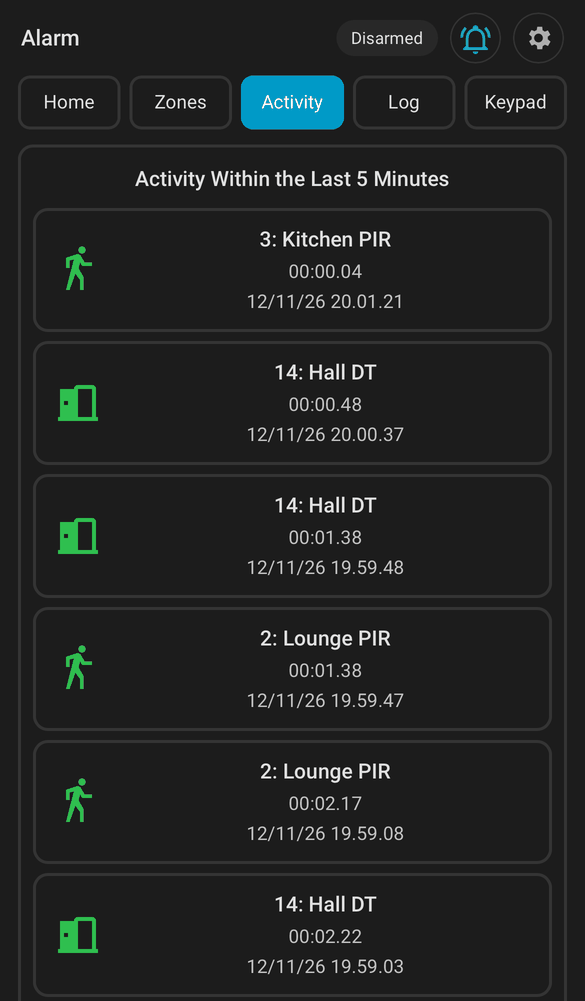 Alarm
Disarmed
Home
Zones
Activity
Log
Keypad
Activity Within the Last 5 Minutes
3: Kitchen PIR
00:00.04
12/11/26 20.01.21
14: Hall DT
00:00.48
12/11/26 20.00.37
14: Hall DT
00:01.38
12/11/26 19.59.48
2: Lounge PIR
00:01.38
12/11/26 19.59.47
2: Lounge PIR
00:02.17
12/11/26 19.59.08
14: Hall DT
00:02.22
12/11/26 19.59.03